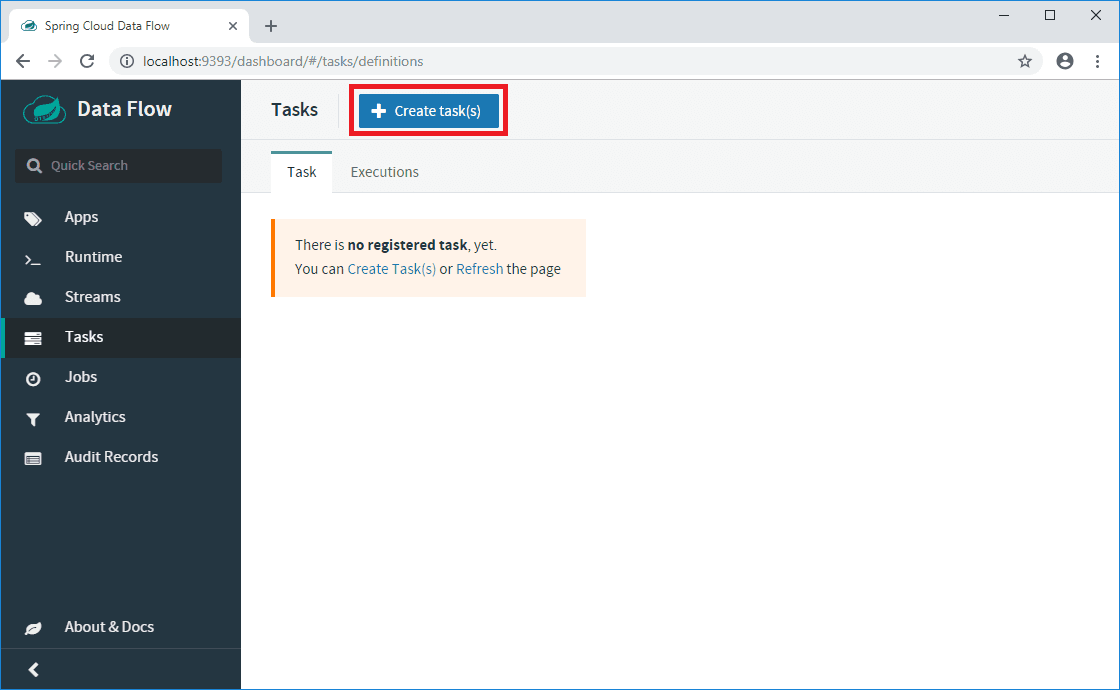 Spring Cloud Data Flow
localhost:9393/dashboard/#/tasks/definitions
Data Flow
Quick Search
Apps
Runtime
Streams
Tasks
Jobs
Analytics
Audit Records
About & Docs
Tasks
Create task(s)
Task
Executions
There is no registered task, yet.
You can Create Task(s) or Refresh the page